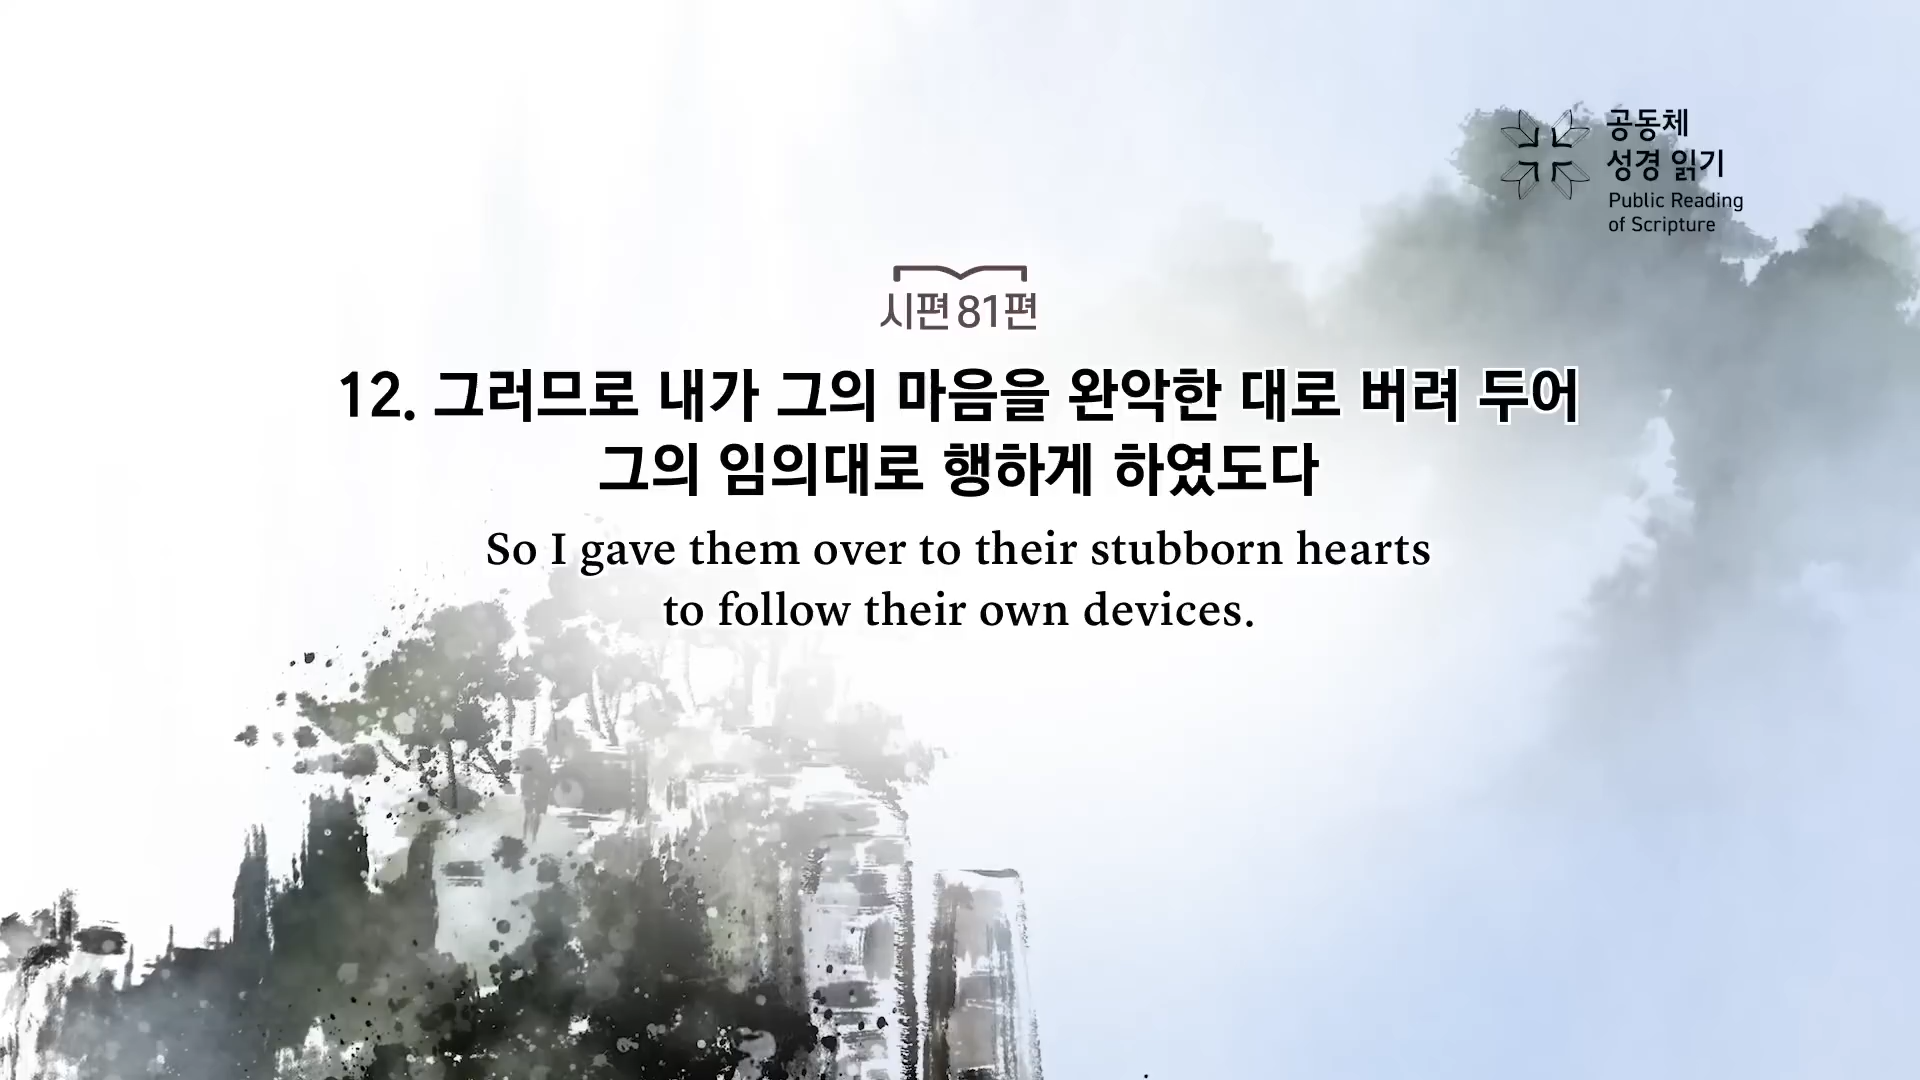 공동체
성경 읽기
Public Reading
of Scripture
시편 81편
12. 그러므로 내가 그의 마음을 완악한 대로 버려 두어
그의 임의대로 행하게 하였도다
So I gave them over to their stubborn hearts
to follow their own devices.